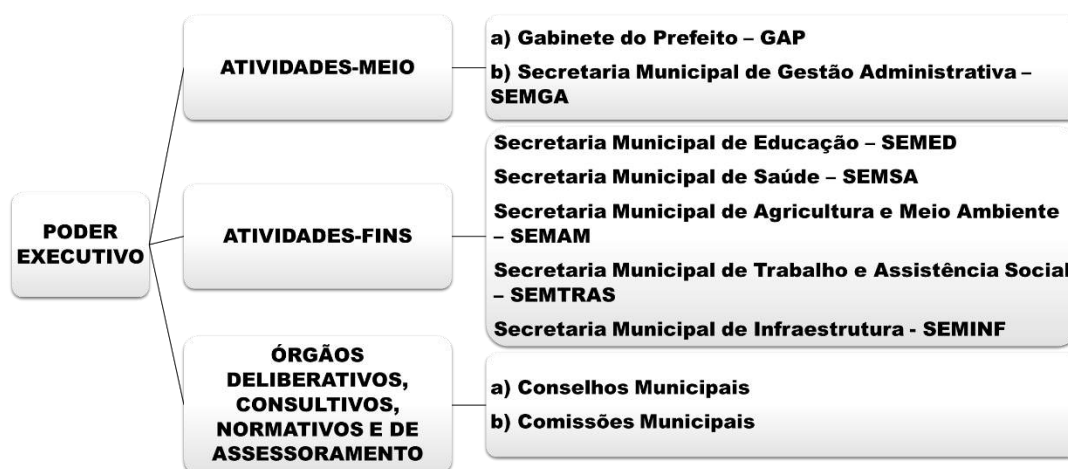 PODER
EXECUTIVO
ATIVIDADES-MEIO
a) Gabinete do Prefeito – GAP
b) Secretaria Municipal de Gestão Administrativa –
SEMGA
ATIVIDADES-FINS
Secretaria Municipal de Educação – SEMED
Secretaria Municipal de Saúde – SEMSA
Secretaria Municipal de Agricultura e Meio Ambiente
– SEMAM
Secretaria Municipal de Trabalho e Assistência Social
– SEMTRAS
Secretaria Municipal de Infraestrutura - SEMINF
ÓRGÃOS
DELIBERATIVOS,
CONSULTIVOS,
NORMATIVOS E DE
ASSESSORAMENTO
a) Conselhos Municipais
b) Comissões Municipais